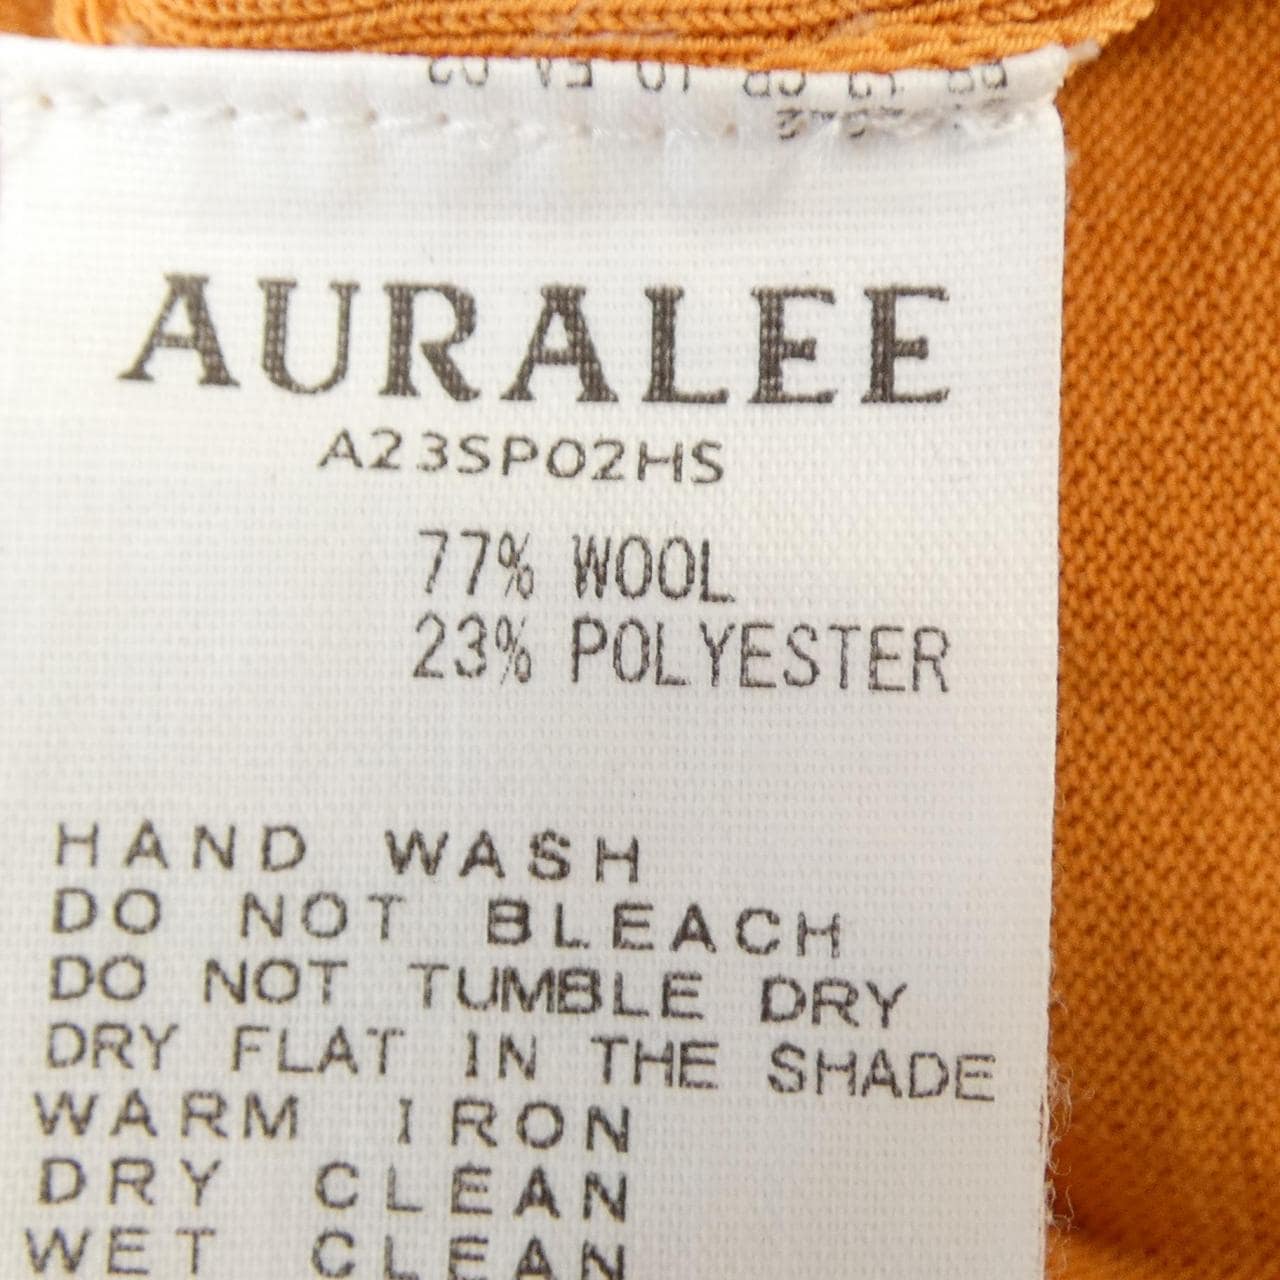 AURALEE
A23SP02HS
77% WOOL
23% POLYESTER
HAND WASH
DO NOT BLEACH
DO NOT TUMBLE DRY
DRY FLAT IN THE SHADE
WARM IRON
DRY CLEAN
WET CLEAN